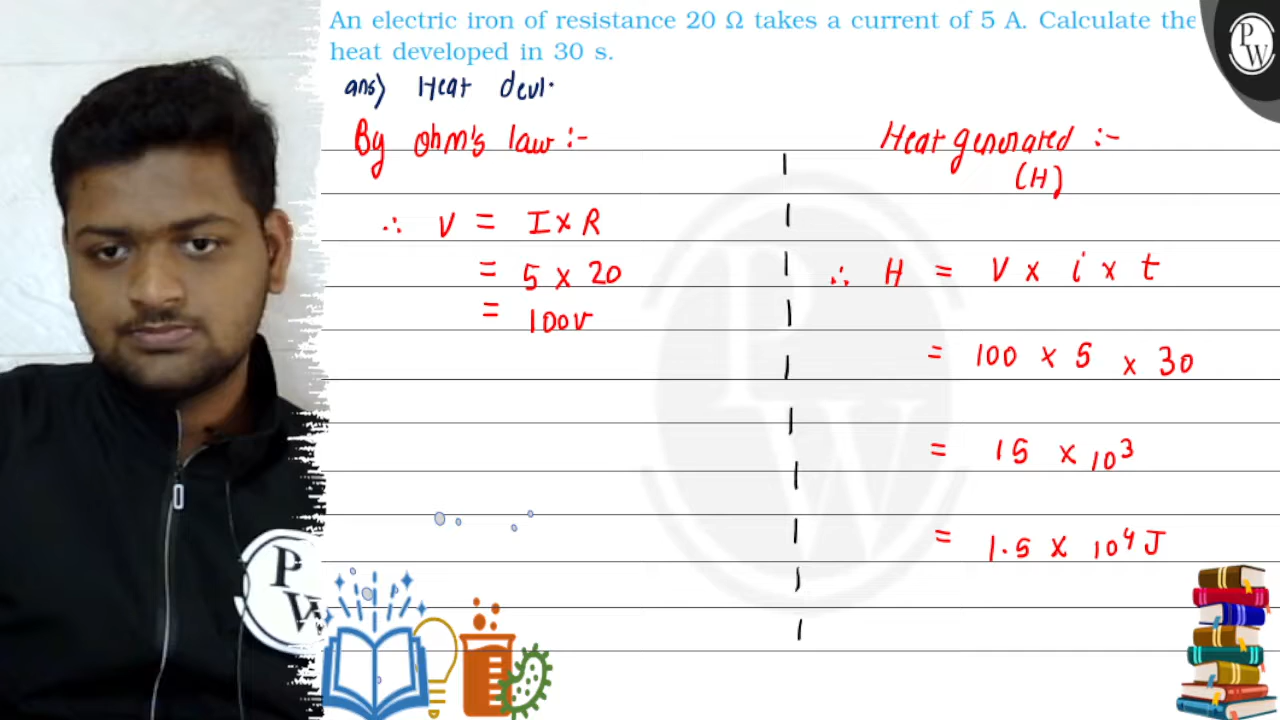 An electric iron of resistance 20 Ω takes a current of 5 A. Calculate the
heat developed in 30 s.
ans) Heat devl.
By ohm's law :-
∴ V = I x R
= 5 x 20
= 100v
Heat generated :-
(H)
∴ H = V x i x t
= 100 x 5 x 30
= 15 x 10³
= 1.5 x 10⁴ J
P
W
P
W
P
W